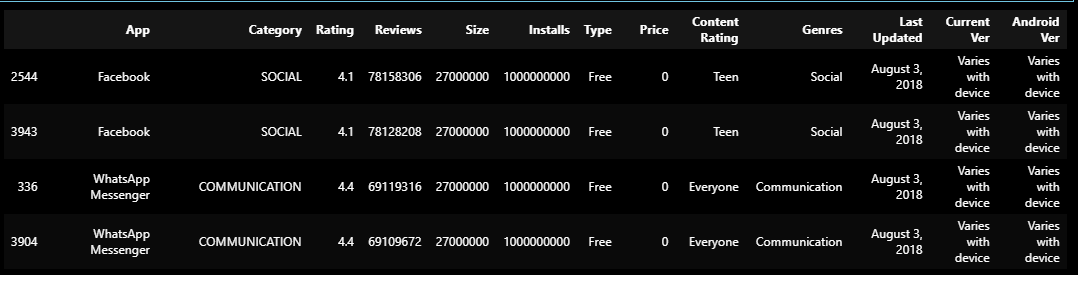 App Category Rating Reviews Size Installs Type Price Content Rating Genres Last Updated Current Ver Android Ver
2544 Facebook SOCIAL 4.1 78158306 27000000 1000000000 Free 0 Teen Social August 3, 2018 Varies with device Varies with device
3943 Facebook SOCIAL 4.1 78128208 27000000 1000000000 Free 0 Teen Social August 3, 2018 Varies with device Varies with device
336 WhatsApp Messenger COMMUNICATION 4.4 69119316 27000000 1000000000 Free 0 Everyone Communication August 3, 2018 Varies with device Varies with device
3904 WhatsApp Messenger COMMUNICATION 4.4 69109672 27000000 1000000000 Free 0 Everyone Communication August 3, 2018 Varies with device Varies with device